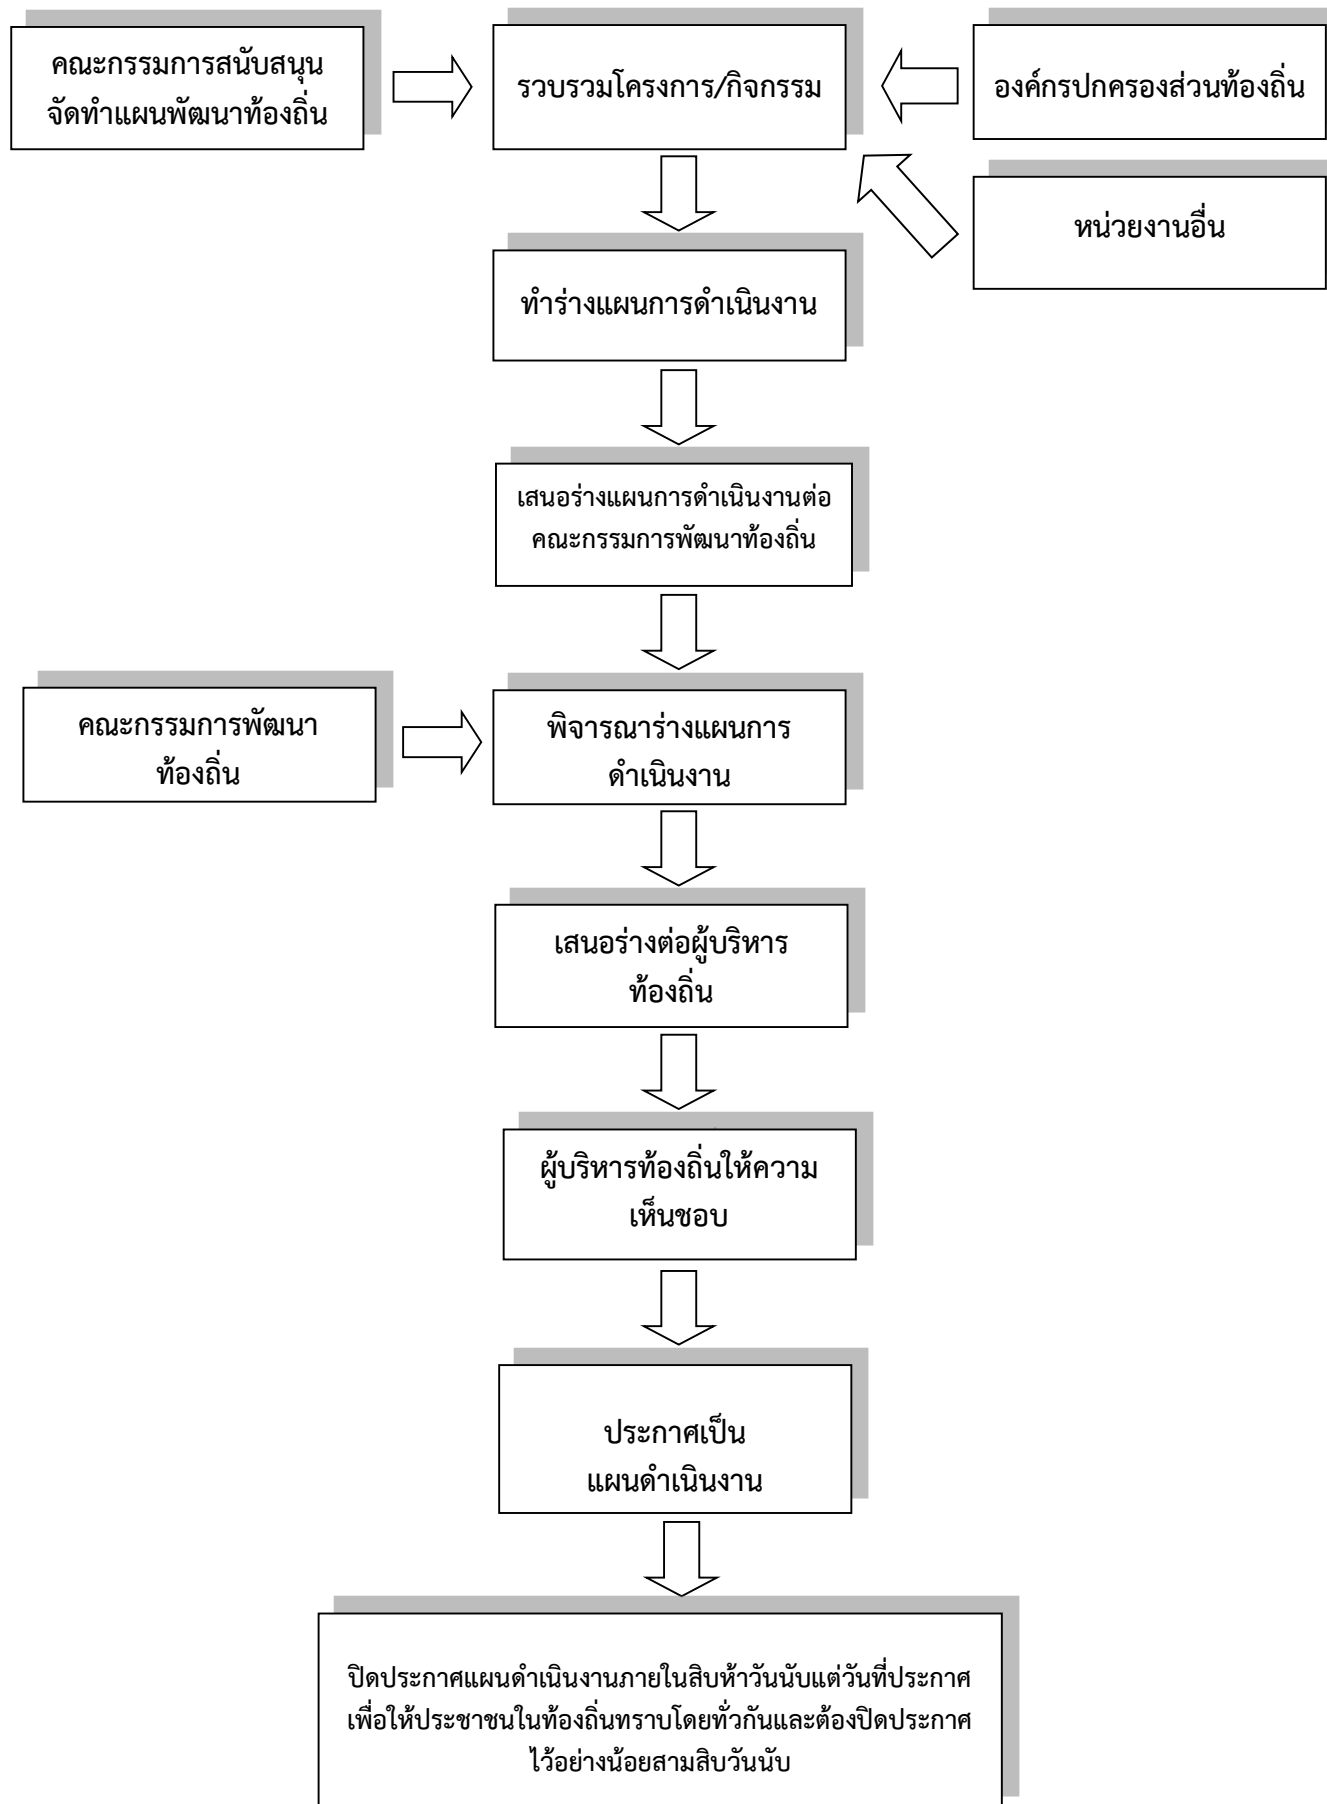 คณะกรรมการสนับสนุน
จัดทำแผนพัฒนาท้องถิ่น
รวบรวมโครงการ/กิจกรรม
องค์กรปกครองส่วนท้องถิ่น
หน่วยงานอื่น
ทำร่างแผนการดำเนินงาน
เสนอร่างแผนการดำเนินงานต่อ
คณะกรรมการพัฒนาท้องถิ่น
คณะกรรมการพัฒนา
ท้องถิ่น
พิจารณาร่างแผนการ
ดำเนินงาน
เสนอร่างต่อผู้บริหาร
ท้องถิ่น
ผู้บริหารท้องถิ่นให้ความ
เห็นชอบ
ประกาศเป็น
แผนดำเนินงาน
ปิดประกาศแผนดำเนินงานภายในสิบห้าวันนับแต่วันที่ประกาศ
เพื่อให้ประชาชนในท้องถิ่นทราบโดยทั่วกันและต้องปิดประกาศ
ไว้อย่างน้อยสามสิบวันนับ